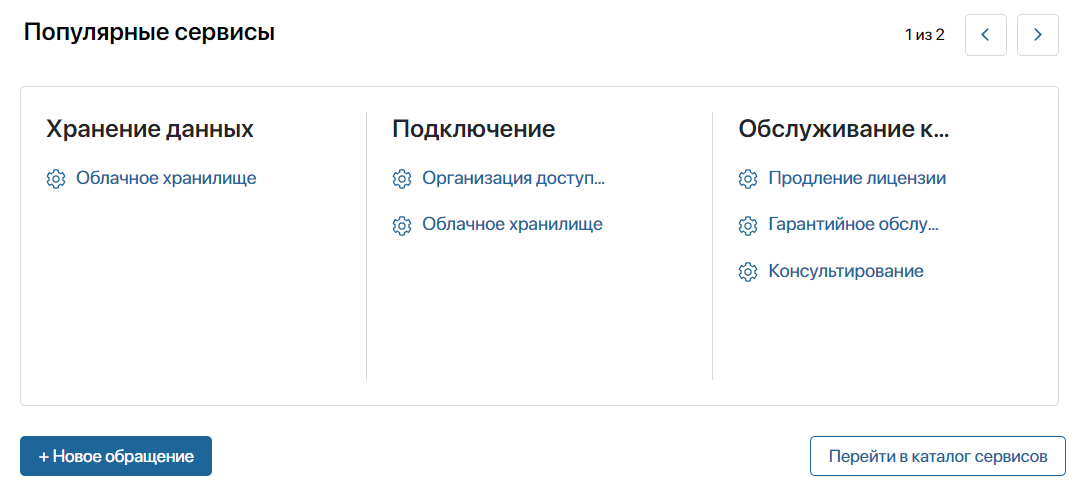 Популярные сервисы
1 из 2
Хранение данных
Облачное хранилище
Подключение
Организация доступ...
Облачное хранилище
Обслуживание к...
Продление лицензии
Гарантийное обслу...
Консультирование
+ Новое обращение
Перейти в каталог сервисов